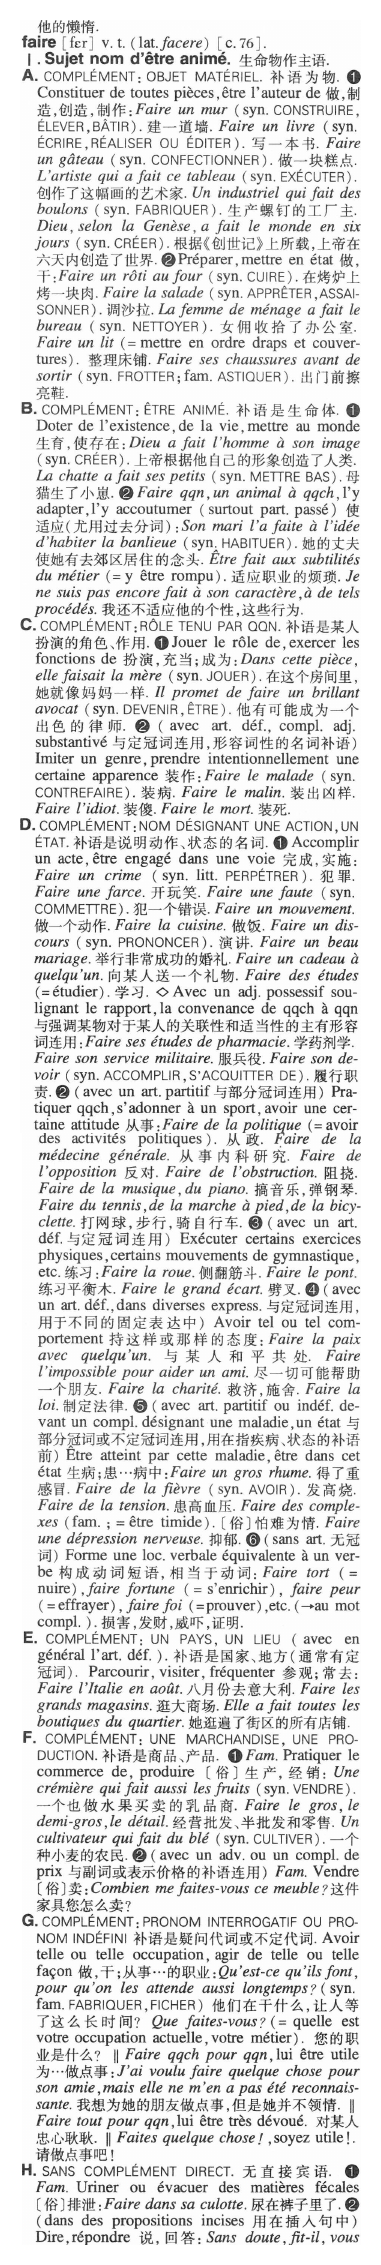 他的懒惰.
faire [fɛr] v. t. (lat. facere) [c. 76].
I . Sujet nom d'être animé. 生命物作主语.
A. COMPLÉMENT: OBJET MATÉRIEL. 补语为物. ❶
Constituer de toutes pièces, être l'auteur de 做,制
造,创造,制作: Faire un mur (syn. CONSTRUIRE,
ÉLEVER, BÂTIR). 建一道墙. Faire un livre (syn.
ÉCRIRE, RÉALISER OU ÉDITER). 写一本书. Faire
un gâteau (syn. CONFECTIONNER). 做一块糕点.
L'artiste qui a fait ce tableau (syn. EXÉCUTER).
创作了这幅画的艺术家. Un industriel qui fait des
boulons (syn. FABRIQUER). 生产螺钉的工厂主.
Dieu, selon la Genèse, a fait le monde en six
jours (syn. CRÉER). 根据《创世记》上所载,上帝在
六天内创造了世界. ❷ Préparer, mettre en état 做,
干: Faire un rôti au four (syn. CUIRE). 在烤炉上
烤一块肉. Faire la salade (syn. APPRÊTER, ASSAI-
SONNER). 调沙拉. La femme de ménage a fait le
bureau (syn. NETTOYER). 女佣收拾了办公室.
Faire un lit (= mettre en ordre draps et couver-
tures). 整理床铺. Faire ses chaussures avant de
sortir (syn. FROTTER; fam. ASTIQUER). 出门前擦
亮鞋.
B. COMPLÉMENT: ÊTRE ANIMÉ. 补语是生命体. ❶
Doter de l'existence, de la vie, mettre au monde
生育,使存在: Dieu a fait l'homme à son image
(syn. CRÉER). 上帝根据他自己的形象创造了人类.
La chatte a fait ses petits (syn. METTRE BAS). 母
猫生了小崽. ❷ Faire qqn, un animal à qqch, l'y
adapter, l'y accoutumer (surtout part. passé) 使
适应(尤用过去分词): Son mari l'a faite à l'idée
d'habiter la banlieue (syn. HABITUER). 她的丈夫
使她有去郊区居住的念头. Être fait aux subtilités
du métier (= y être rompu). 适应职业的烦琐. Je
ne suis pas encore fait à son caractère, à de tels
procédés. 我还不适应他的个性,这些行为.
C. COMPLÉMENT: RÔLE TENU PAR QQN. 补语是某人
扮演的角色、作用. ❶ Jouer le rôle de, exercer les
fonctions de 扮演,充当;成为: Dans cette pièce,
elle faisait la mère (syn. JOUER). 在这个房间里,
她就像妈妈一样. Il promet de faire un brillant
avocat (syn. DEVENIR, ÊTRE). 他有可能成为一个
出色的律师. ❷ (avec art. déf., compl. adj.
substantivé 与定冠词连用,形容词性的名词补语)
Imiter un genre, prendre intentionnellement une
certaine apparence 装作: Faire le malade (syn.
CONTREFAIRE). 装病. Faire le malin. 装出凶样.
Faire l'idiot. 装傻. Faire le mort. 装死.
D. COMPLÉMENT: NOM DÉSIGNANT UNE ACTION, UN
ÉTAT. 补语是说明动作、状态的名词. ❶ Accomplir
un acte, être engagé dans une voie 完成,实施:
Faire un crime (syn. litt. PERPÉTRER). 犯罪.
Faire une farce. 开玩笑. Faire une faute (syn.
COMMETTRE). 犯一个错误. Faire un mouvement.
做一个动作. Faire la cuisine. 做饭. Faire un dis-
cours (syn. PRONONCER). 演讲. Faire un beau
mariage. 举行非常成功的婚礼. Faire un cadeau à
quelqu'un. 向某人送一个礼物. Faire des études
(= étudier). 学习. ◇ Avec un adj. possessif sou-
lignant le rapport, la convenance de qqch à qqn
与强调某物对于某人的关联性和适当性的主有形容
词连用: Faire ses études de pharmacie. 学药剂学.
Faire son service militaire. 服兵役. Faire son de-
voir (syn. ACCOMPLIR, S'ACQUITTER DE). 履行职
责. ❷ (avec un art. partitif 与部分冠词连用) Pra-
tiquer qqch, s'adonner à un sport, avoir une cer-
taine attitude 从事: Faire de la politique (= avoir
des activités politiques). 从政. Faire de la
médecine générale. 从事内科研究. Faire de
l'opposition 反对. Faire de l'obstruction. 阻挠.
Faire de la musique, du piano. 搞音乐,弹钢琴.
Faire du tennis, de la marche à pied, de la bicy-
clette. 打网球,步行,骑自行车. ❸ (avec un art.
déf. 与定冠词连用) Exécuter certains exercices
physiques, certains mouvements de gymnastique,
etc. 练习: Faire la roue. 侧翻筋斗. Faire le pont.
练习平衡木. Faire le grand écart. 劈叉. ❹ (avec
un art. déf., dans diverses express. 与定冠词连用,
用于不同的固定表达中) Avoir tel ou tel com-
portement 持这样或那样的态度: Faire la paix
avec quelqu'un. 与某人和平共处. Faire
l'impossible pour aider un ami. 尽一切可能帮助
一个朋友. Faire la charité. 救济,施舍. Faire la
loi. 制定法律. ❺ (avec art. partitif ou indéf. de-
vant un compl. désignant une maladie, un état 与
部分冠词或不定冠词连用,用在指疾病、状态的补语
前) Être atteint par cette maladie, être dans cet
état 生病;患…病中: Faire un gros rhume. 得了重
感冒. Faire de la fièvre (syn. AVOIR). 发高烧.
Faire de la tension. 患高血压. Faire des comple-
xes (fam. ; = être timide). [俗]怕难为情. Faire
une dépression nerveuse. 抑郁. ❻ (sans art. 无冠
词) Forme une loc. verbale équivalente à un ver-
be 构成动词短语,相当于动词: Faire tort (=
nuire), faire fortune (= s'enrichir), faire peur
(= effrayer), faire foi (= prouver), etc. (→au mot
compl.). 损害,发财,威吓,证明.
E. COMPLÉMENT: UN PAYS, UN LIEU (avec en
général l'art. déf.). 补语是国家、地方(通常有定
冠词). Parcourir, visiter, fréquenter 参观;常去:
Faire l'Italie en août. 八月份去意大利. Faire les
grands magasins. 逛大商场. Elle a fait toutes les
boutiques du quartier. 她逛遍了街区的所有店铺.
F. COMPLÉMENT: UNE MARCHANDISE, UNE PRO-
DUCTION. 补语是商品、产品. ❶ Fam. Pratiquer le
commerce de, produire [俗]生产,经销: Une
crémière qui fait aussi les fruits (syn. VENDRE).
一个也做水果买卖的乳品商. Faire le gros, le
demi-gros, le détail. 经营批发、半批发和零售. Un
cultivateur qui fait du blé (syn. CULTIVER). 一个
种小麦的农民. ❷ (avec un adv. ou un compl. de
prix 与副词或表示价格的补语连用) Fam. Vendre
[俗]卖: Combien me faites-vous ce meuble? 这件
家具您怎么卖?
G. COMPLÉMENT: PRONOM INTERROGATIF OU PRO-
NOM INDÉFINI 补语是疑问代词或不定代词. Avoir
telle ou telle occupation, agir de telle ou telle
façon 做,干;从事…的职业: Qu'est-ce qu'ils font,
pour qu'on les attende aussi longtemps? (syn.
fam. FABRIQUER, FICHER) 他们在干什么,让人等
了这么长时间? Que faites-vous? (= quelle est
votre occupation actuelle, votre métier). 您的职
业是什么? ‖ Faire qqch pour qqn, lui être utile
为…做点事: J'ai voulu faire quelque chose pour
son amie, mais elle ne m'en a pas été reconnais-
sante. 我想为她的朋友做点事,但是她并不领情. ‖
Faire tout pour qqn, lui être très dévoué. 对某人
忠心耿耿. ‖ Faites quelque chose!, soyez utile!.
请做点事吧!
H. SANS COMPLÉMENT DIRECT. 无直接宾语. ❶
Fam. Uriner ou évacuer des matières fécales
[俗]排泄: Faire dans sa culotte. 尿在裤子里了. ❷
(dans des propositions incises 用在插入句中)
Dire, répondre 说,回答: Sans doute, fit-il, vous